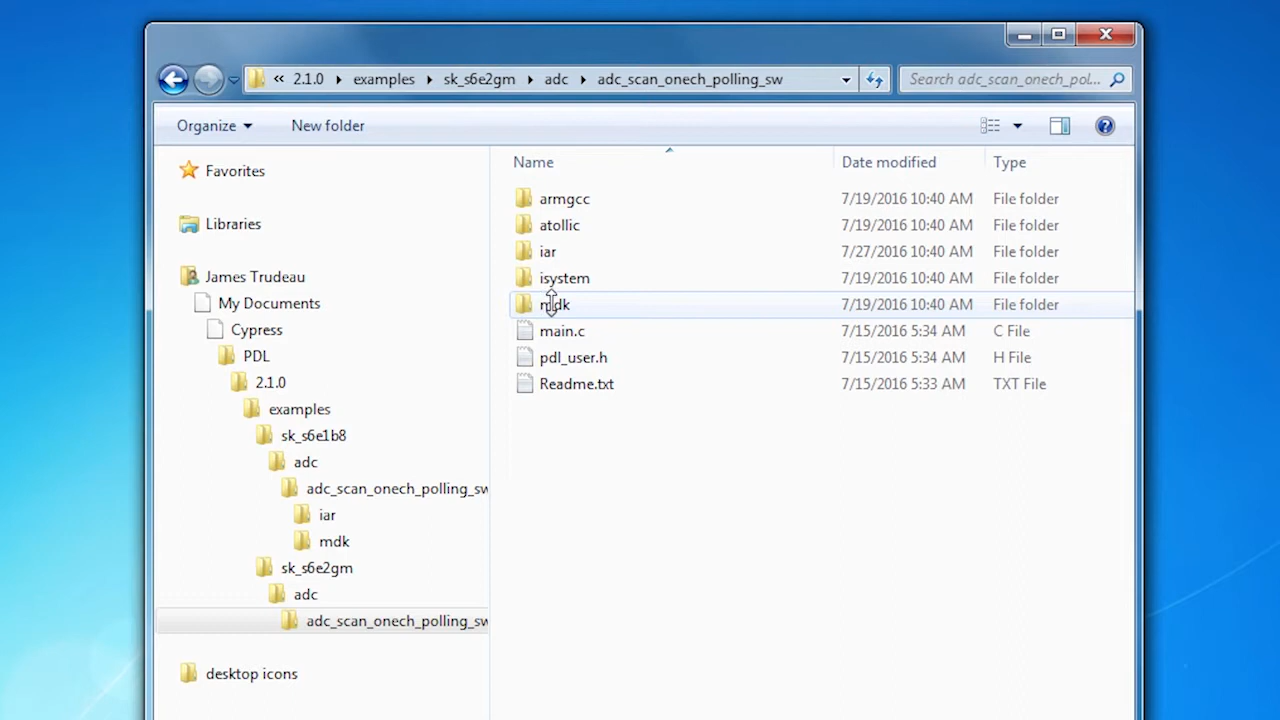 « 2.1.0 examples sk_s6e2gm adc adc_scan_onech_polling_sw
Search adc_scan_onech_pol...
Organize New folder
Favorites
Libraries
James Trudeau
My Documents
Cypress
PDL
2.1.0
examples
sk_s6e1b8
adc
adc_scan_onech_polling_sw
iar
mdk
sk_s6e2gm
adc
adc_scan_onech_polling_sw
desktop icons
Name Date modified Type
armgcc 7/19/2016 10:40 AM File folder
atollic 7/19/2016 10:40 AM File folder
iar 7/27/2016 10:40 AM File folder
isystem 7/19/2016 10:40 AM File folder
mdk 7/19/2016 10:40 AM File folder
main.c 7/15/2016 5:34 AM C File
pdl_user.h 7/15/2016 5:34 AM H File
Readme.txt 7/15/2016 5:33 AM TXT File